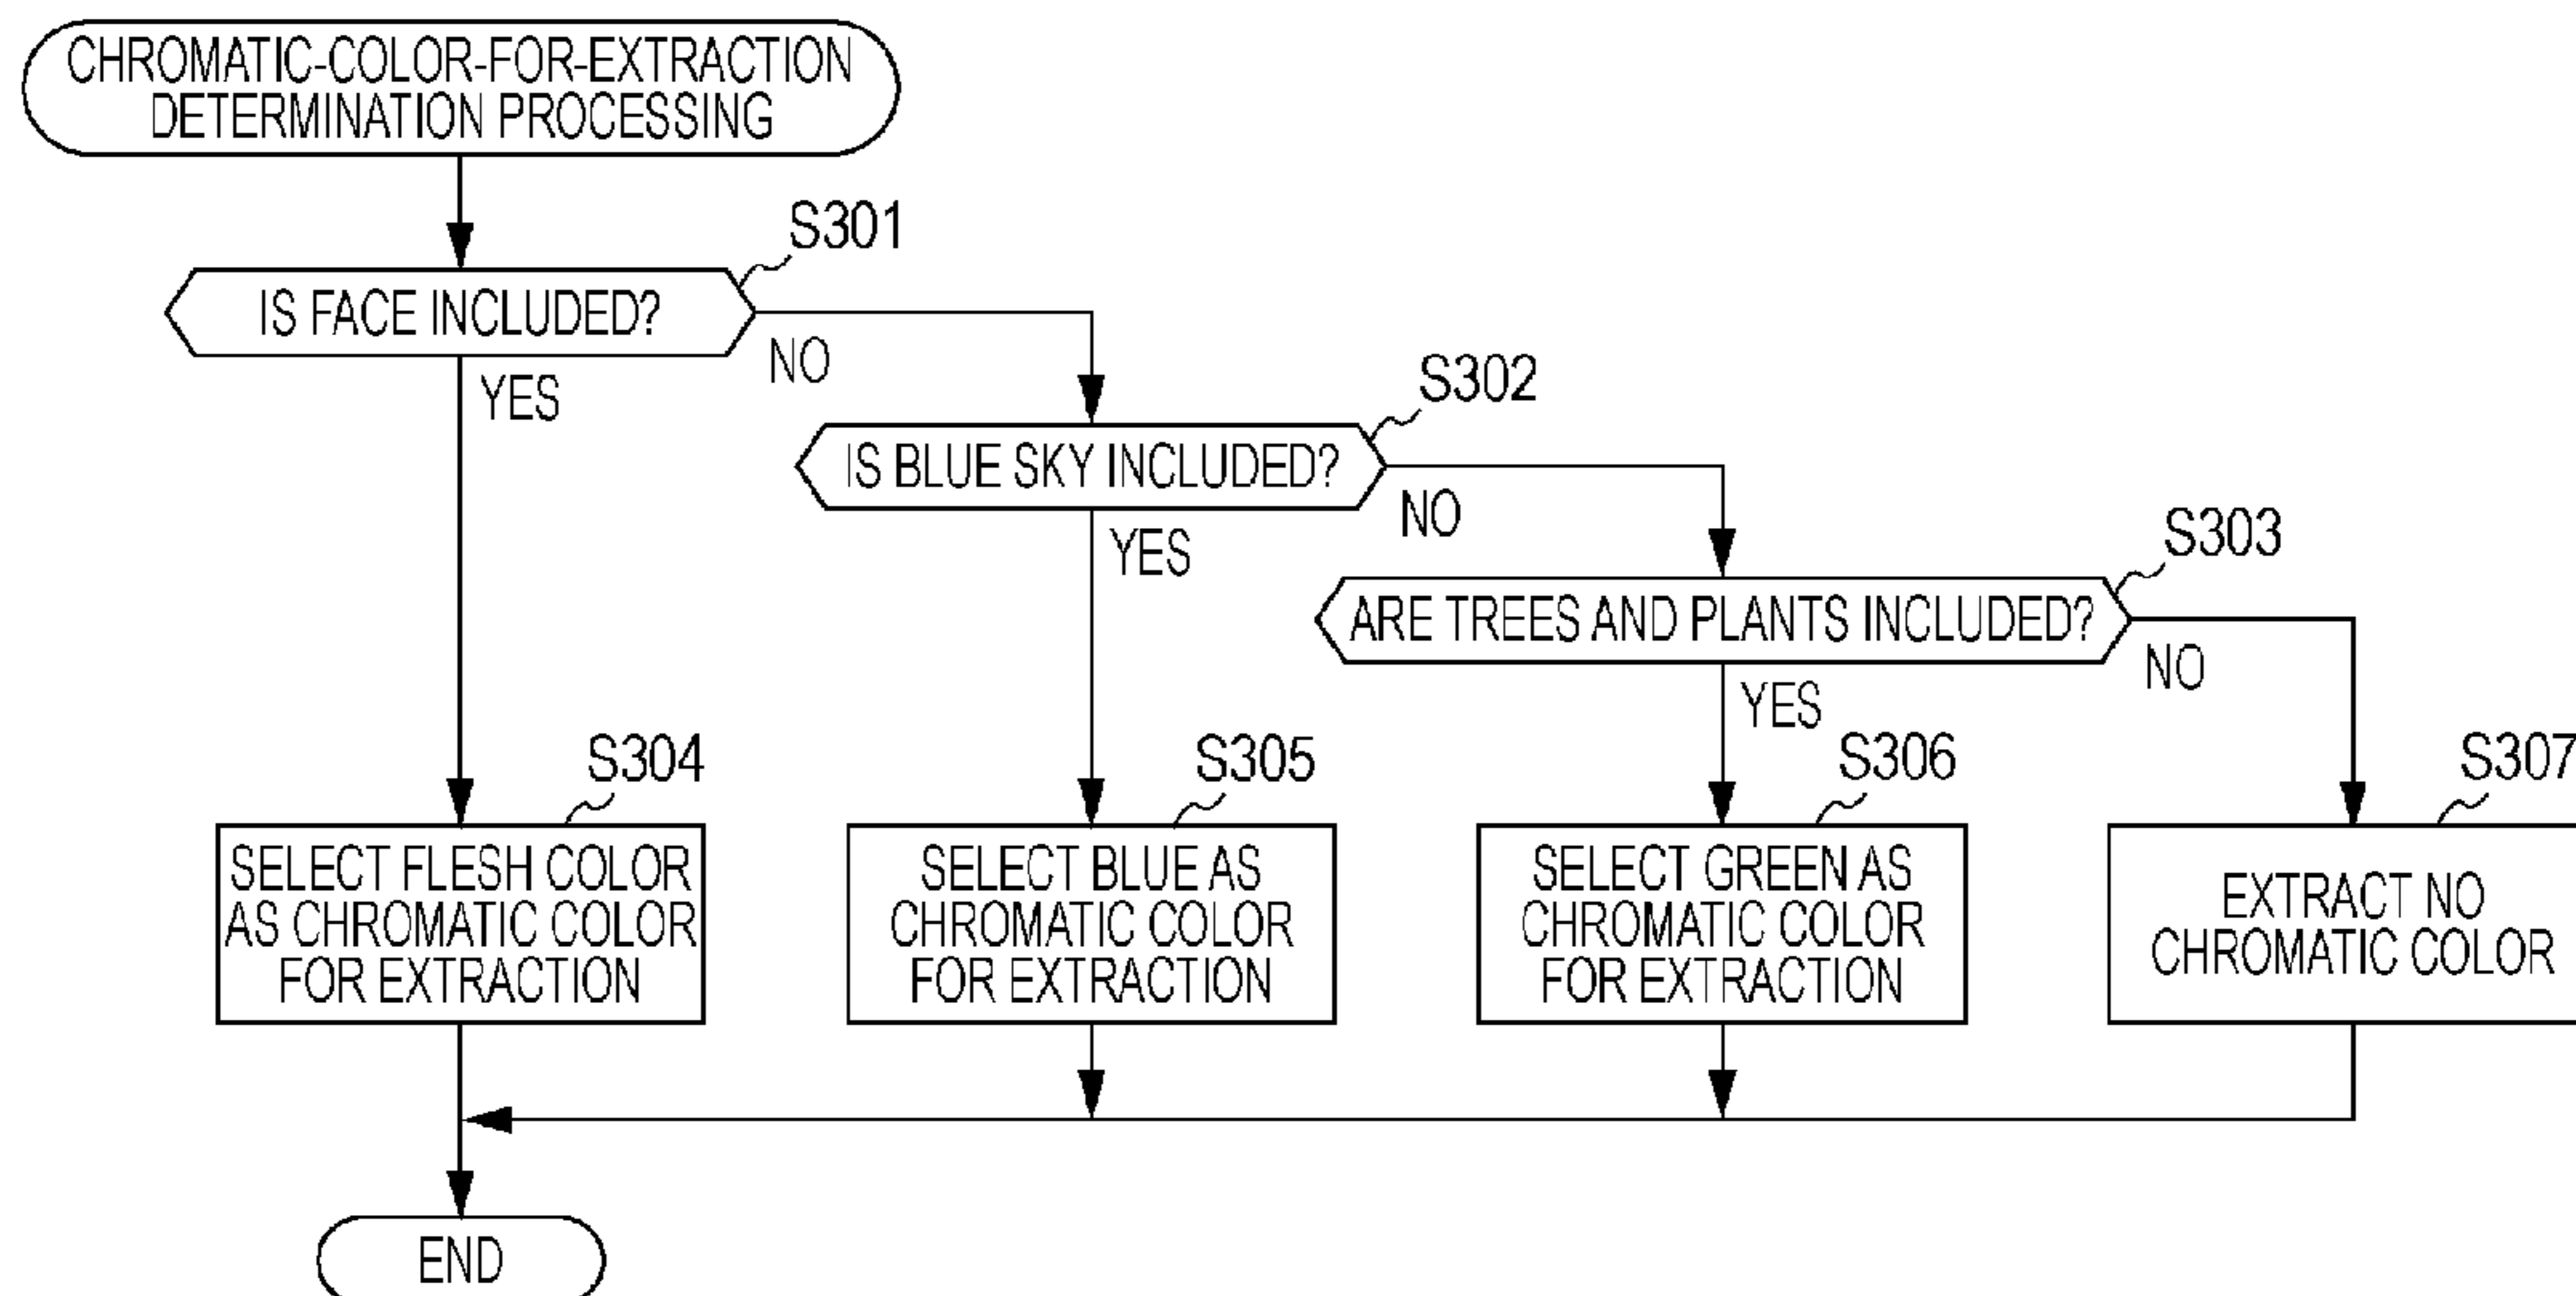 CHROMATIC-COLOR-FOR-EXTRACTION
DETERMINATION PROCESSING
S301
IS FACE INCLUDED?
NO
YES
S302
IS BLUE SKY INCLUDED?
NO
YES
S303
ARE TREES AND PLANTS INCLUDED?
NO
YES
S304
SELECT FLESH COLOR
AS CHROMATIC COLOR
FOR EXTRACTION
S305
SELECT BLUE AS
CHROMATIC COLOR
FOR EXTRACTION
S306
SELECT GREEN AS
CHROMATIC COLOR
FOR EXTRACTION
S307
EXTRACT NO
CHROMATIC COLOR
END